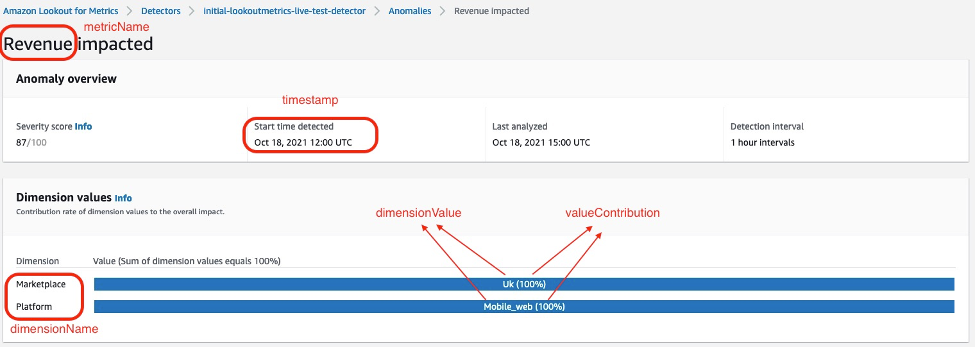 Amazon Lookout for Metrics > Detectors > initial-lookoutmetrics-live-test-detector > Anomalies > Revenue impacted
metricName
Revenue impacted
Anomaly overview
timestamp
Severity score Info
87/100
Start time detected
Oct 18, 2021 12:00 UTC
Last analyzed
Oct 18, 2021 15:00 UTC
Detection interval
1 hour intervals
Dimension values Info
Contribution rate of dimension values to the overall impact.
dimensionValue
valueContribution
Dimension
Value (Sum of dimension values equals 100%)
Marketplace
Uk (100%)
Platform
Mobile_web (100%)
dimensionName